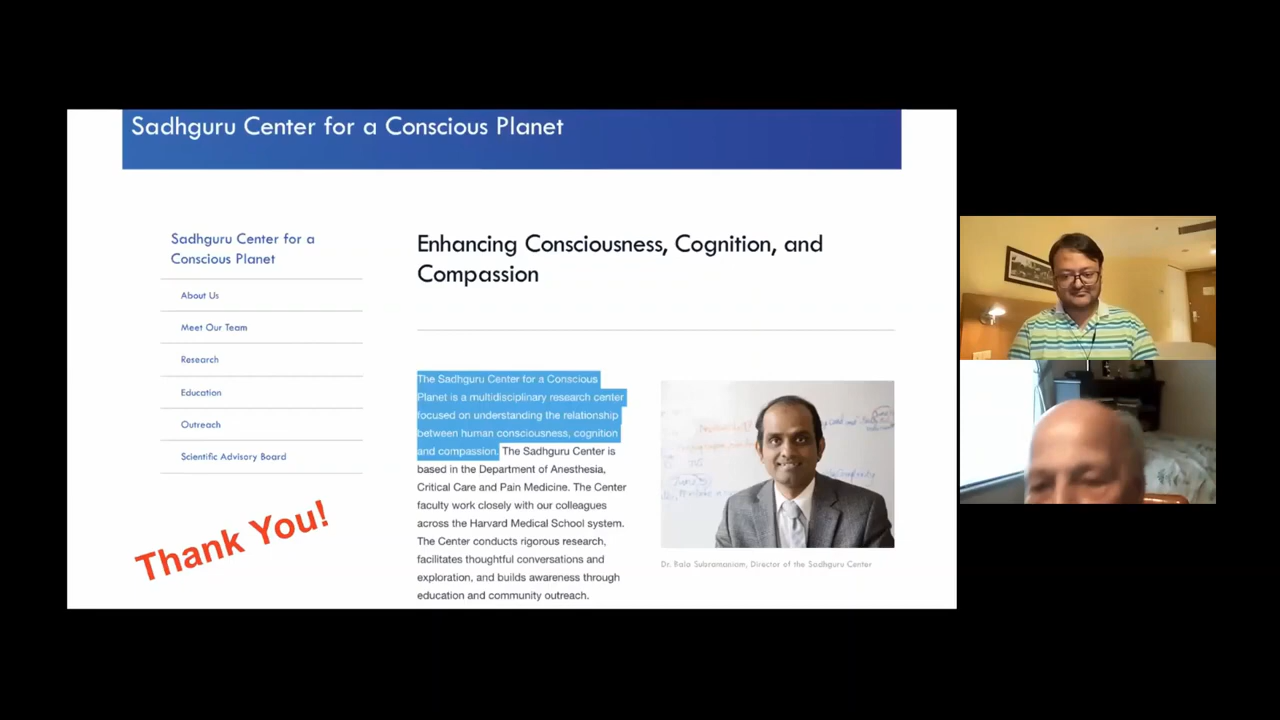 Sadhguru Center for a Conscious Planet
Sadhguru Center for a
Conscious Planet
About Us
Meet Our Team
Research
Education
Outreach
Scientific Advisory Board
Thank You!
Enhancing Consciousness, Cognition, and
Compassion
The Sadhguru Center for a Conscious
Planet is a multidisciplinary research center
focused on understanding the relationship
between human consciousness, cognition
and compassion. The Sadhguru Center is
based in the Department of Anesthesia,
Critical Care and Pain Medicine. The Center
faculty work closely with our colleagues
across the Harvard Medical School system.
The Center conducts rigorous research,
facilitates thoughtful conversations and
exploration, and builds awareness through
education and community outreach.
Dr. Bala Subramaniam, Director of the Sadhguru Center